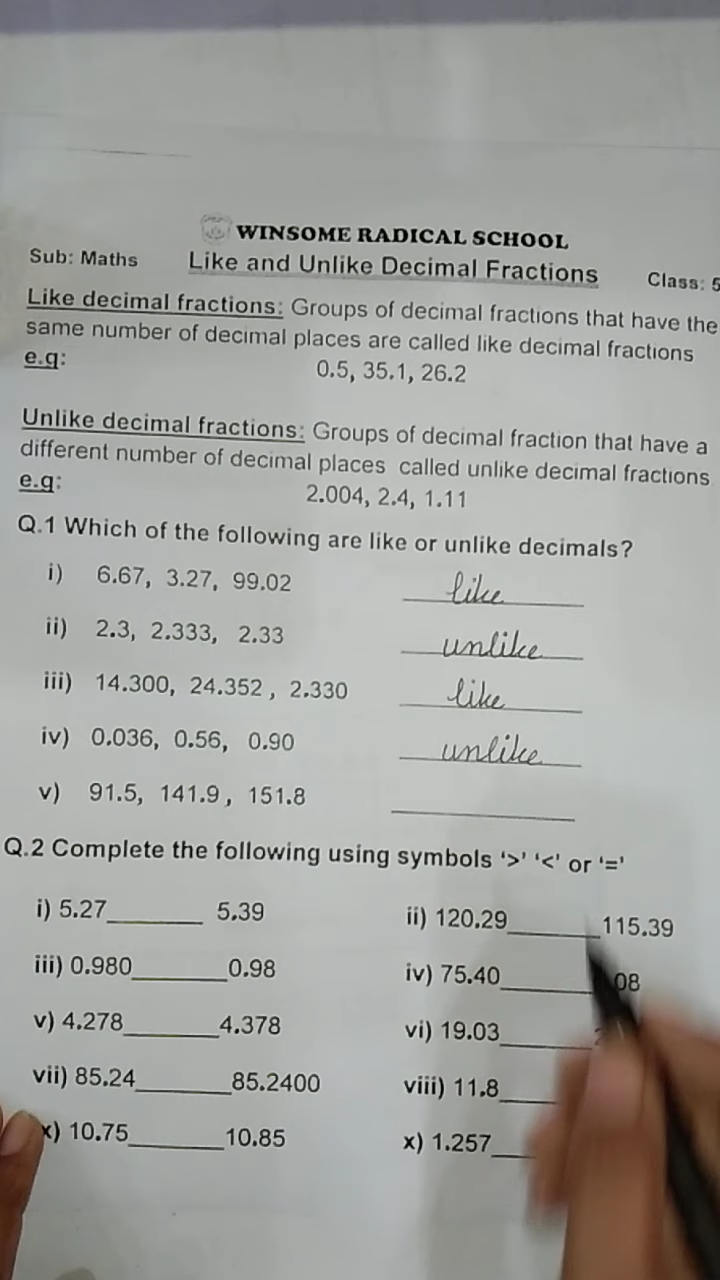 WINSOME RADICAL SCHOOL
Sub: Maths Like and Unlike Decimal Fractions Class: 5
Like decimal fractions: Groups of decimal fractions that have the
same number of decimal places are called like decimal fractions
e.g: 0.5, 35.1, 26.2
Unlike decimal fractions: Groups of decimal fraction that have a
different number of decimal places called unlike decimal fractions
e.g: 2.004, 2.4, 1.11
Q.1 Which of the following are like or unlike decimals?
i) 6.67, 3.27, 99.02 like
ii) 2.3, 2.333, 2.33 unlike
iii) 14.300, 24.352, 2.330 like
iv) 0.036, 0.56, 0.90 unlike
v) 91.5, 141.9, 151.8
Q.2 Complete the following using symbols '>' '<' or '='
i) 5.27 5.39 ii) 120.29 115.39
iii) 0.980 0.98 iv) 75.40 08
v) 4.278 4.378 vi) 19.03
vii) 85.24 85.2400 viii) 11.8
x) 10.75 10.85 x) 1.257